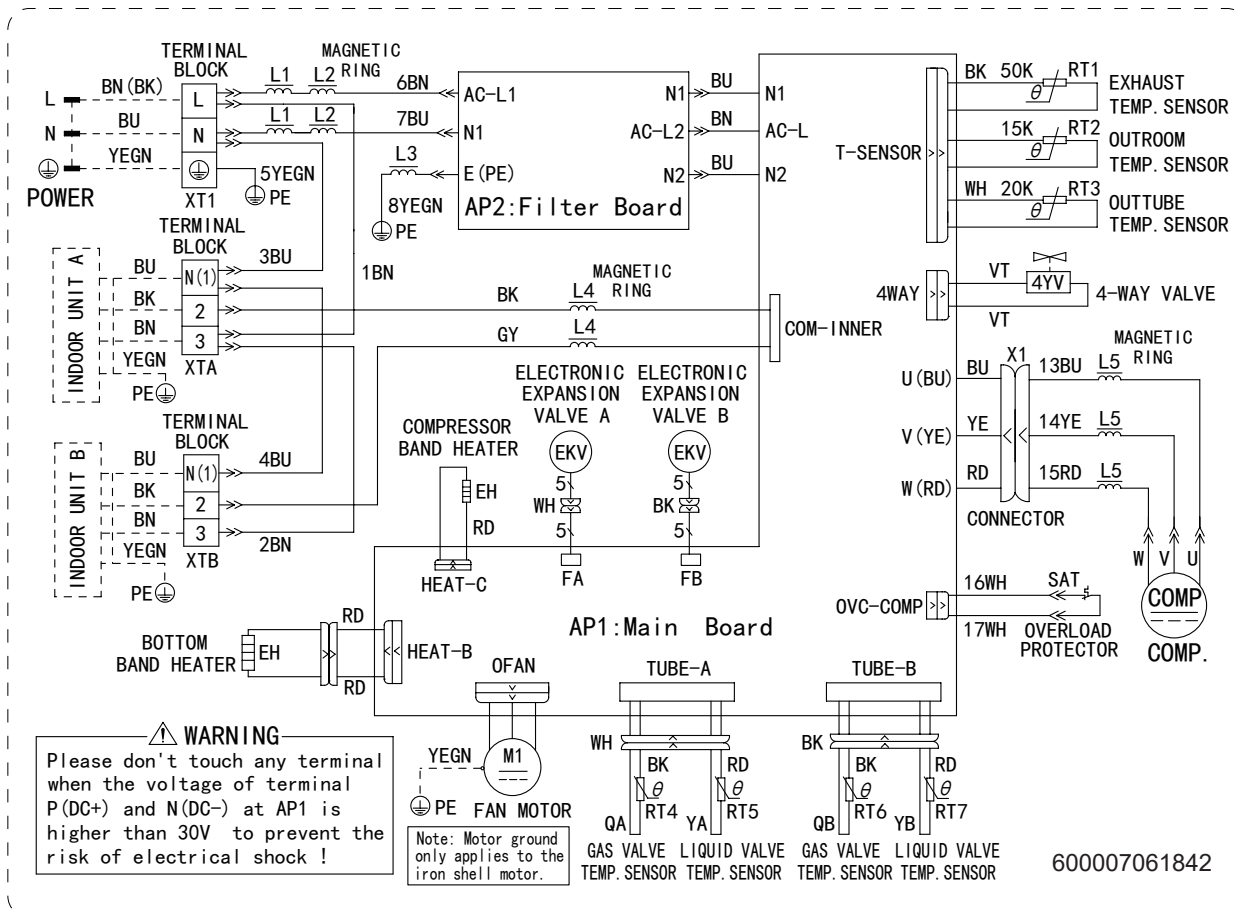 TERMINAL
BLOCK
MAGNETIC
RING
BN(BK)
L
L
L1
L2
6BN
AC-L1
N1
BU
N1
BU
N
N
L1
L2
7BU
N1
AC-L2
BN
AC-L
YEGN
L3
E(PE)
N2
BU
N2
POWER
XT1
5YEGN
PE
8YEGN
PE
AP2:Filter Board
T-SENSOR
BK
50K
θ
RT1
EXHAUST
TEMP.SENSOR
15K
θ
RT2
OUTROOM
TEMP.SENSOR
WH
20K
θ
RT3
OUTTUBE
TEMP.SENSOR
INDOOR UNIT A
TERMINAL
BLOCK
BU
N(1)
3BU
BK
2
BN
3
YEGN
XTA
PE
1BN
BK
L4
MAGNETIC
RING
GY
L4
COM-INNER
4WAY
VT
4YV
VT
4-WAY VALVE
INDOOR UNIT B
TERMINAL
BLOCK
BU
N(1)
4BU
BK
2
BN
3
2BN
YEGN
XTB
PE
COMPRESSOR
BAND HEATER
EH
RD
HEAT-C
ELECTRONIC
EXPANSION
VALVE A
EKV
5
WH
5
FA
ELECTRONIC
EXPANSION
VALVE B
EKV
5
BK
5
FB
U(BU)
BU
X1
13BU
L5
MAGNETIC
RING
V(YE)
YE
14YE
L5
W(RD)
RD
15RD
L5
CONNECTOR
W
V
U
COMP
COMP.
OVC-COMP
16WH
SAT
17WH
OVERLOAD
PROTECTOR
AP1:Main Board
BOTTOM
BAND HEATER
EH
RD
RD
HEAT-B
OFAN
YEGN
M1
PE
FAN MOTOR
Note: Motor ground
only applies to the
iron shell motor.
TUBE-A
WH
BK
θ
RT4
RD
θ
RT5
QA
YA
GAS VALVE
TEMP.SENSOR
LIQUID VALVE
TEMP.SENSOR
TUBE-B
BK
BK
θ
RT6
RD
θ
RT7
QB
YB
GAS VALVE
TEMP.SENSOR
LIQUID VALVE
TEMP.SENSOR
WARNING
Please don't touch any terminal
when the voltage of terminal
P(DC+) and N(DC-) at AP1 is
higher than 30V to prevent the
risk of electrical shock !
600007061842